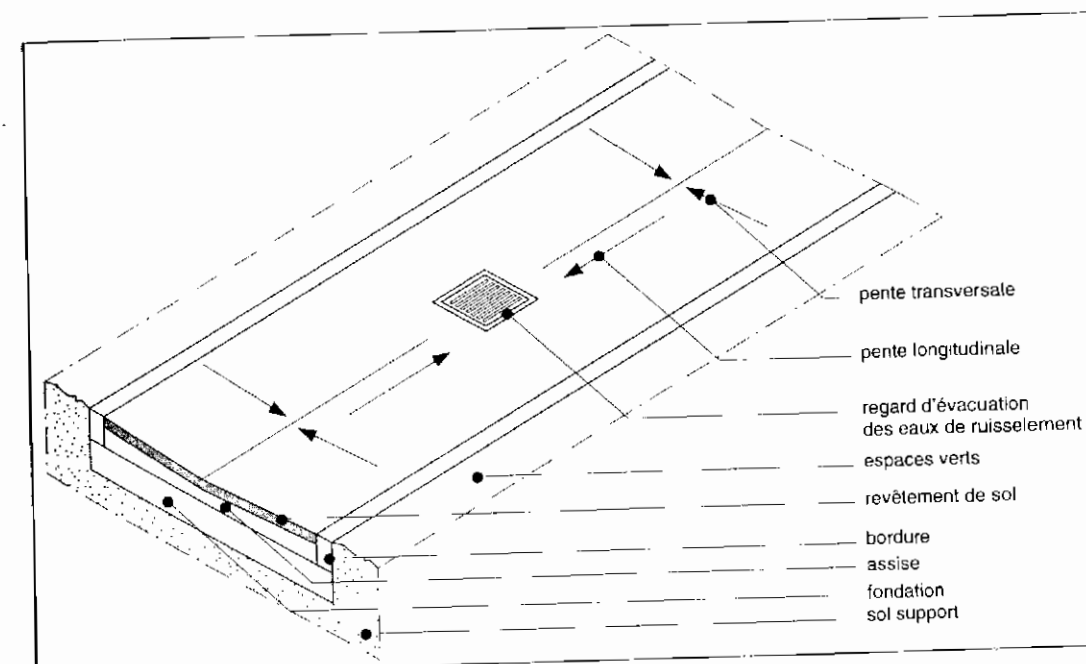 pente transversale
pente longitudinale
regard d'évacuation
des eaux de ruisselement
espaces verts
revêtement de sol
bordure
assise
fondation
sol support